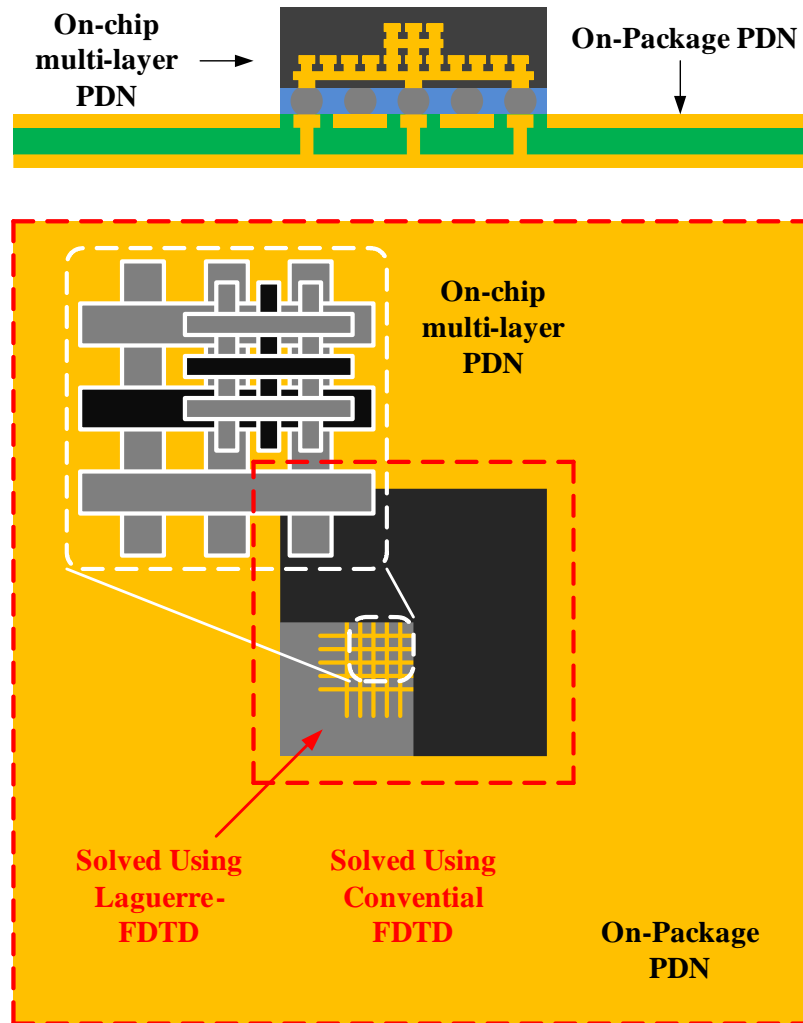 On-chip
multi-layer
PDN
On-Package PDN
On-chip
multi-layer
PDN
Solved Using
Laguerre-
FDTD
Solved Using
Convential
FDTD
On-Package
PDN